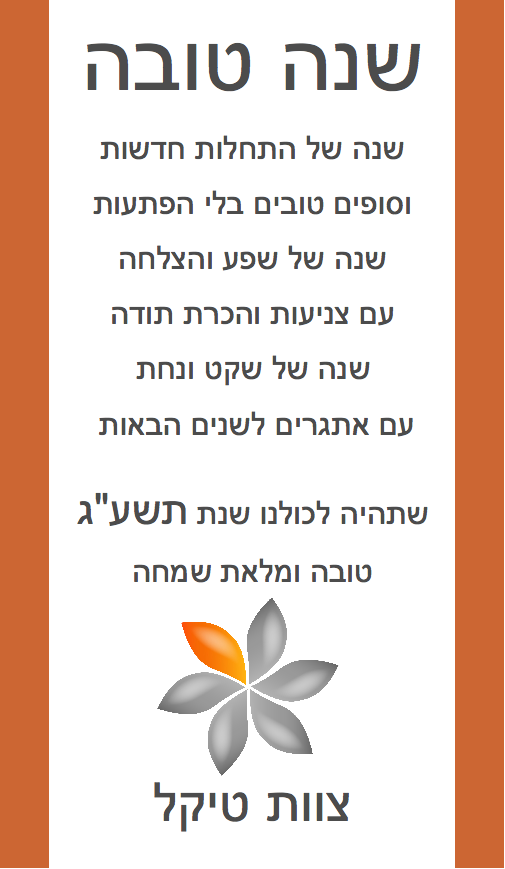 שנה טובה
שנה של התחלות חדשות
וסופים טובים בלי הפתעות
שנה של שפע והצלחה
עם צניעות והכרת תודה
שנה של שקט ונחת
עם אתגרים לשנים הבאות
שתהיה לכולנו שנת תשע"ג
טובה ומלאת שמחה
צוות טיקל